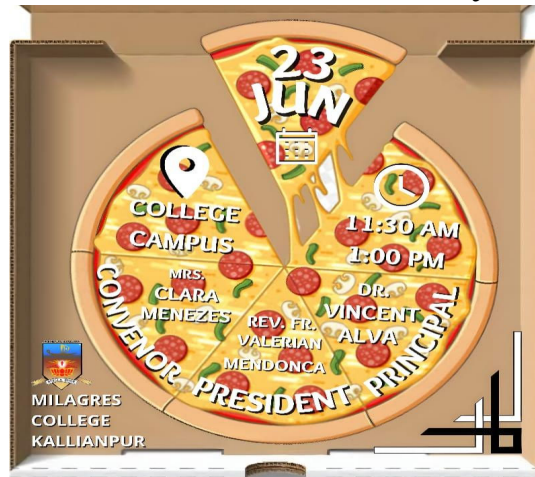 23
JUN
COLLEGE
CAMPUS
11:30 AM
1:00 PM
MRS.
CLARA
MENEZES
CONVENOR
REV. FR.
VALERIAN
MENDONCA
PRESIDENT
DR.
VINCENT
ALVA
PRINCIPAL
MILAGRES
COLLEGE
KALLIANPUR